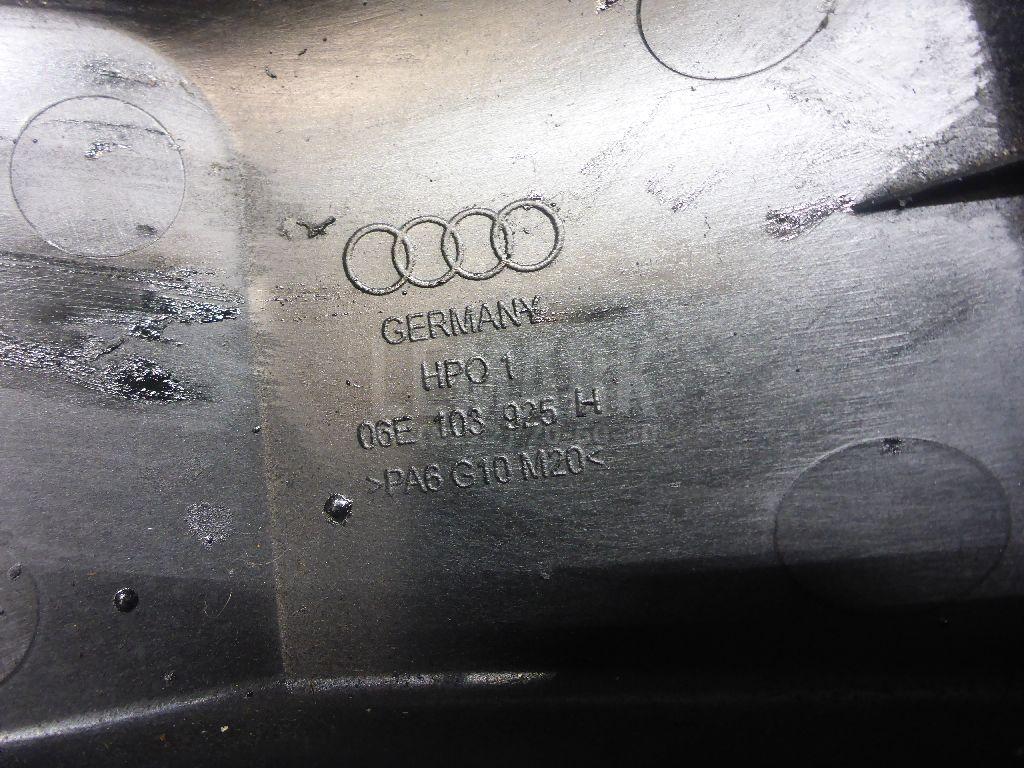 GERMANY
HPO 1
06E 103 925 H
>PA6 G10 M20<